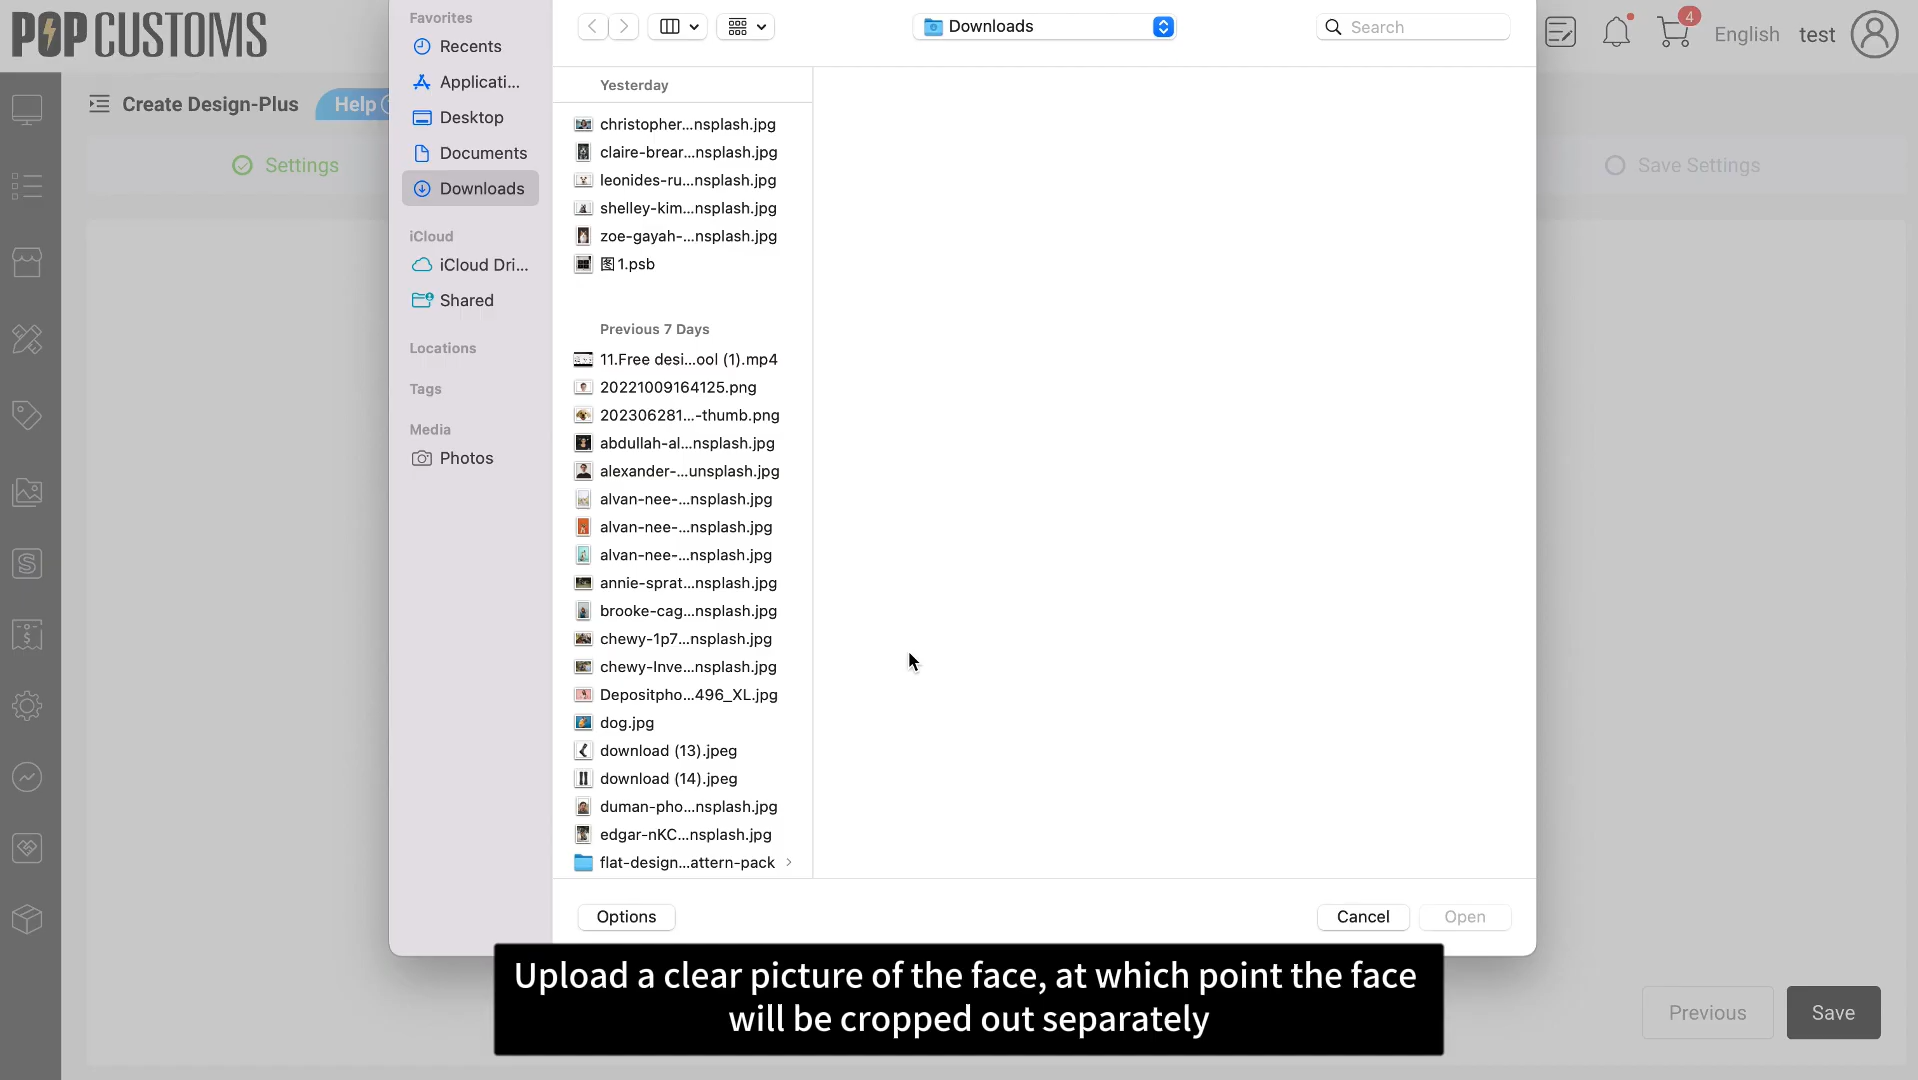 POPCUSTOMS
Favorites
Recents
Applicati...
Desktop
Documents
Downloads
iCloud
iCloud Dri...
Shared
Locations
Tags
Media
Photos
Downloads
Search
4
English
test
Create Design-Plus
Help
Settings
Save Settings
Yesterday
christopher...nsplash.jpg
claire-brear...nsplash.jpg
leonides-ru...nsplash.jpg
shelley-kim...nsplash.jpg
zoe-gayah-...nsplash.jpg
图1.psb
Previous 7 Days
11.Free desi...ool (1).mp4
20221009164125.png
202306281...-thumb.png
abdullah-al...nsplash.jpg
alexander-...unsplash.jpg
alvan-nee-...nsplash.jpg
alvan-nee-...nsplash.jpg
alvan-nee-...nsplash.jpg
annie-sprat...nsplash.jpg
brooke-cag...nsplash.jpg
chewy-1p7...nsplash.jpg
chewy-Inve...nsplash.jpg
Depositpho...496_XL.jpg
dog.jpg
download (13).jpeg
download (14).jpeg
duman-pho...nsplash.jpg
edgar-nKC...nsplash.jpg
flat-design...attern-pack
Options
Cancel
Open
Upload a clear picture of the face, at which point the face
will be cropped out separately
Previous
Save